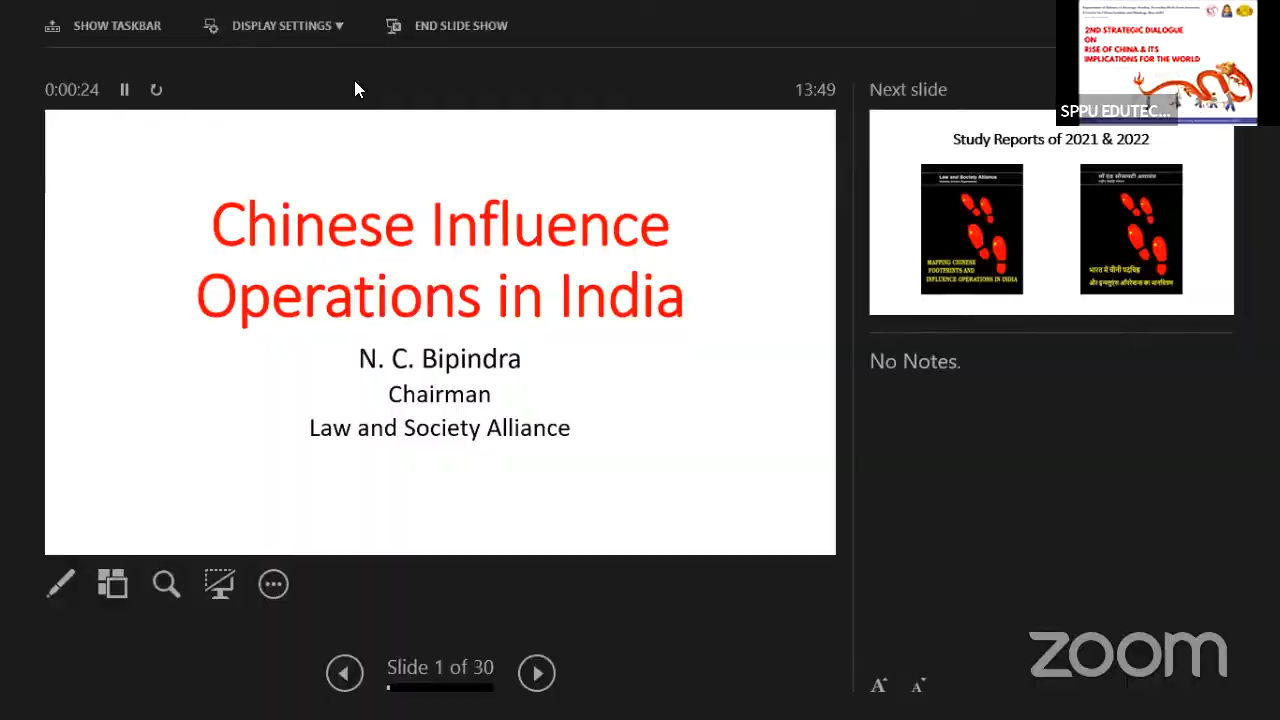 SHOW TASKBAR
DISPLAY SETTINGS ▼
END SLIDE SHOW
2ND STRATEGIC DIALOGUE
ON
RISE OF CHINA & ITS
IMPLICATIONS FOR THE WORLD
SPPU EDUTEC...
0:00:24
13:49
Next slide
Chinese Influence
Operations in India
N. C. Bipindra
Chairman
Law and Society Alliance
Study Reports of 2021 & 2022
Law and Society Alliance
MAPPING CHINESE
FOOTPRINTS AND
INFLUENCE OPERATIONS IN INDIA
लॉ एंड सोसायटी अलायंस
भारत में चीनी पदचिह्न
और इन्फ्लुएंस ऑपरेशन्स का मानचित्रण
No Notes.
Slide 1 of 30
A A
zoom